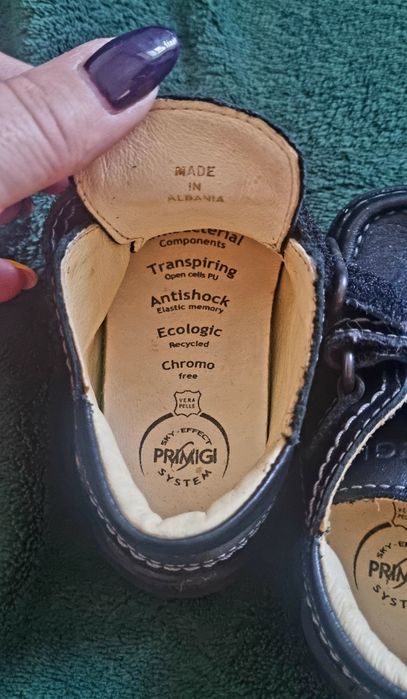 MADE
IN
ALBANIA
Components
Transpiring
Open cells PU
Antishock
Elastic memory
Ecologic
Recycled
Chromo
free
VERA
PELLE
SKY-EFFECT
PRIMIGI
SYSTEM